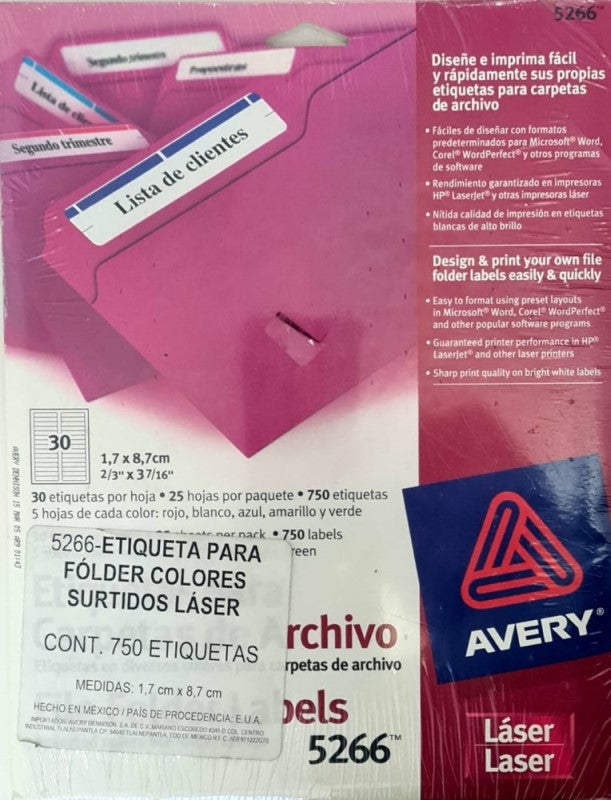 5266™
Segundo trimestre
Presupuestos
Lista de clie
Segundo trimestre
Lista de clientes
Diseñe e imprima fácil
y rápidamente sus propias
etiquetas para carpetas
de archivo
• Fáciles de diseñar con formatos
predeterminados para Microsoft® Word,
Corel® WordPerfect® y otros programas
de software
• Rendimiento garantizado en impresoras
HP® LaserJet® y otras impresoras láser
• Nítida calidad de impresión en etiquetas
blancas de alto brillo
Design & print your own file
folder labels easily & quickly
• Easy to format using preset layouts
in Microsoft® Word, Corel® WordPerfect®
and other popular software programs
• Guaranteed printer performance in HP®
LaserJet® and other laser printers
• Sharp print quality on bright white labels
30
1,7 x 8,7cm
2/3" x 3 7/16"
30 etiquetas por hoja • 25 hojas por paquete • 750 etiquetas
5 hojas de cada color: rojo, blanco, azul, amarillo y verde
sheets per pack • 750 labels
reen
5266-ETIQUETA PARA
FÓLDER COLORES
SURTIDOS LÁSER
CONT. 750 ETIQUETAS
MEDIDAS: 1,7 cm x 8,7 cm
HECHO EN MÉXICO / PAÍS DE PROCEDENCIA: E.U.A.
rchivo
rpetas de archivo
bels
5266™
AVERY®
Láser
Laser